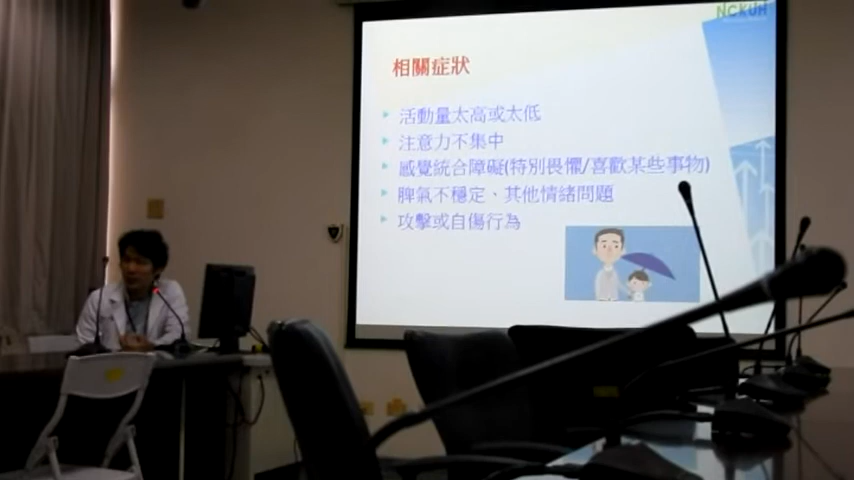 NCKUH
相關症狀
活動量太高或太低
注意力不集中
感覺統合障礙(特別畏懼/喜歡某些事物)
脾氣不穩定、其他情緒問題
攻擊或自傷行為